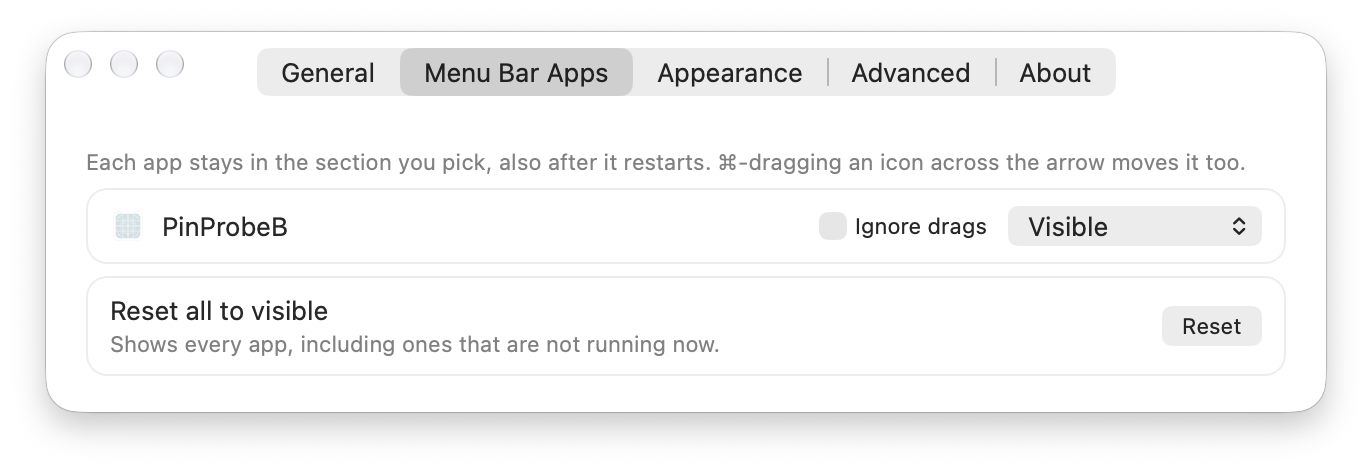 General
Menu Bar Apps
Appearance
Advanced
About
Each app stays in the section you pick, also after it restarts. ⌘-dragging an icon across the arrow moves it too.
PinProbeB
Ignore drags
Visible
Reset all to visible
Shows every app, including ones that are not running now.
Reset